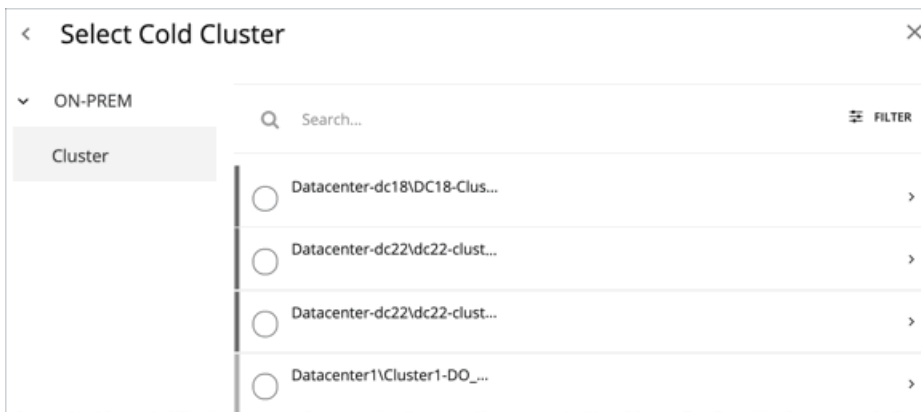 Select Cold Cluster
ON-PREM
Cluster
Search...
FILTER
Datacenter-dc18\DC18-Clus...
Datacenter-dc22\dc22-clust...
Datacenter-dc22\dc22-clust...
Datacenter1\Cluster1-DO_...